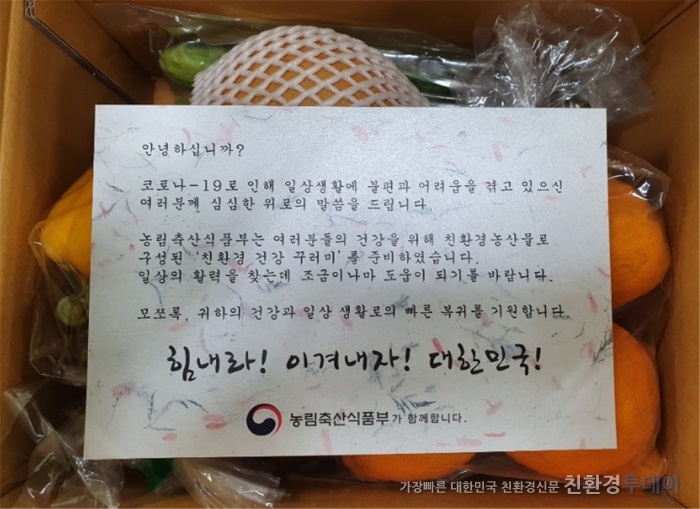 안녕하십니까?
코로나-19로 인해 일상생활에 불편과 어려움을 겪고 있으신
여러분께 심심한 위로의 말씀을 드립니다.
농림축산식품부는 여러분들의 건강을 위해 친환경농산물로
구성된 '친환경 건강 꾸러미'를 준비하였습니다.
일상의 활력을 찾는데 조금이나마 도움이 되기를 바랍니다.
모쪼록, 귀하의 건강과 일상 생활로의 빠른 복귀를 기원합니다.
힘내라! 이겨내자! 대한민국!
농림축산식품부가 함께합니다.
가장빠른 대한민국 친환경신문 친환경투데이